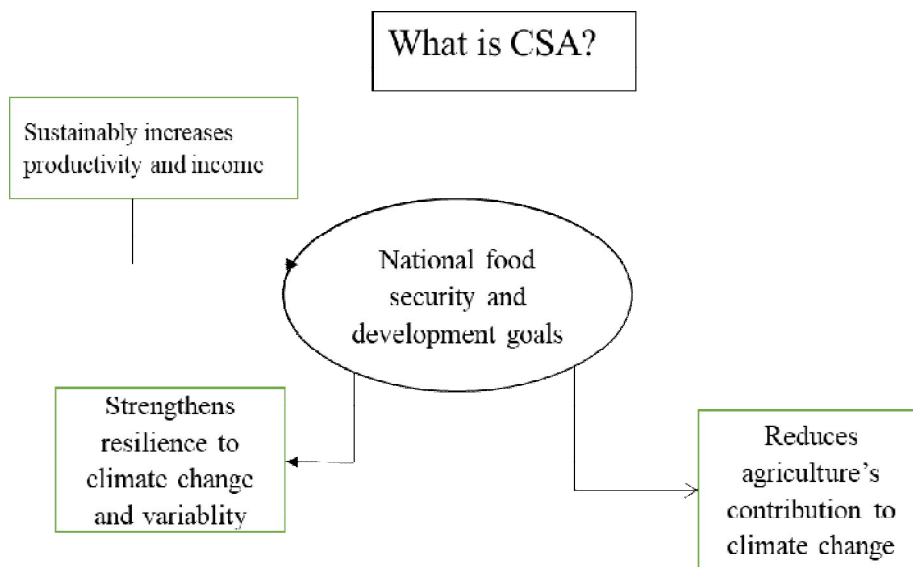 What is CSA?
Sustainably increases
productivity and income
National food
security and
development goals
Strengthens
resilience to
climate change
and variablity
Reduces
agriculture's
contribution to
climate change